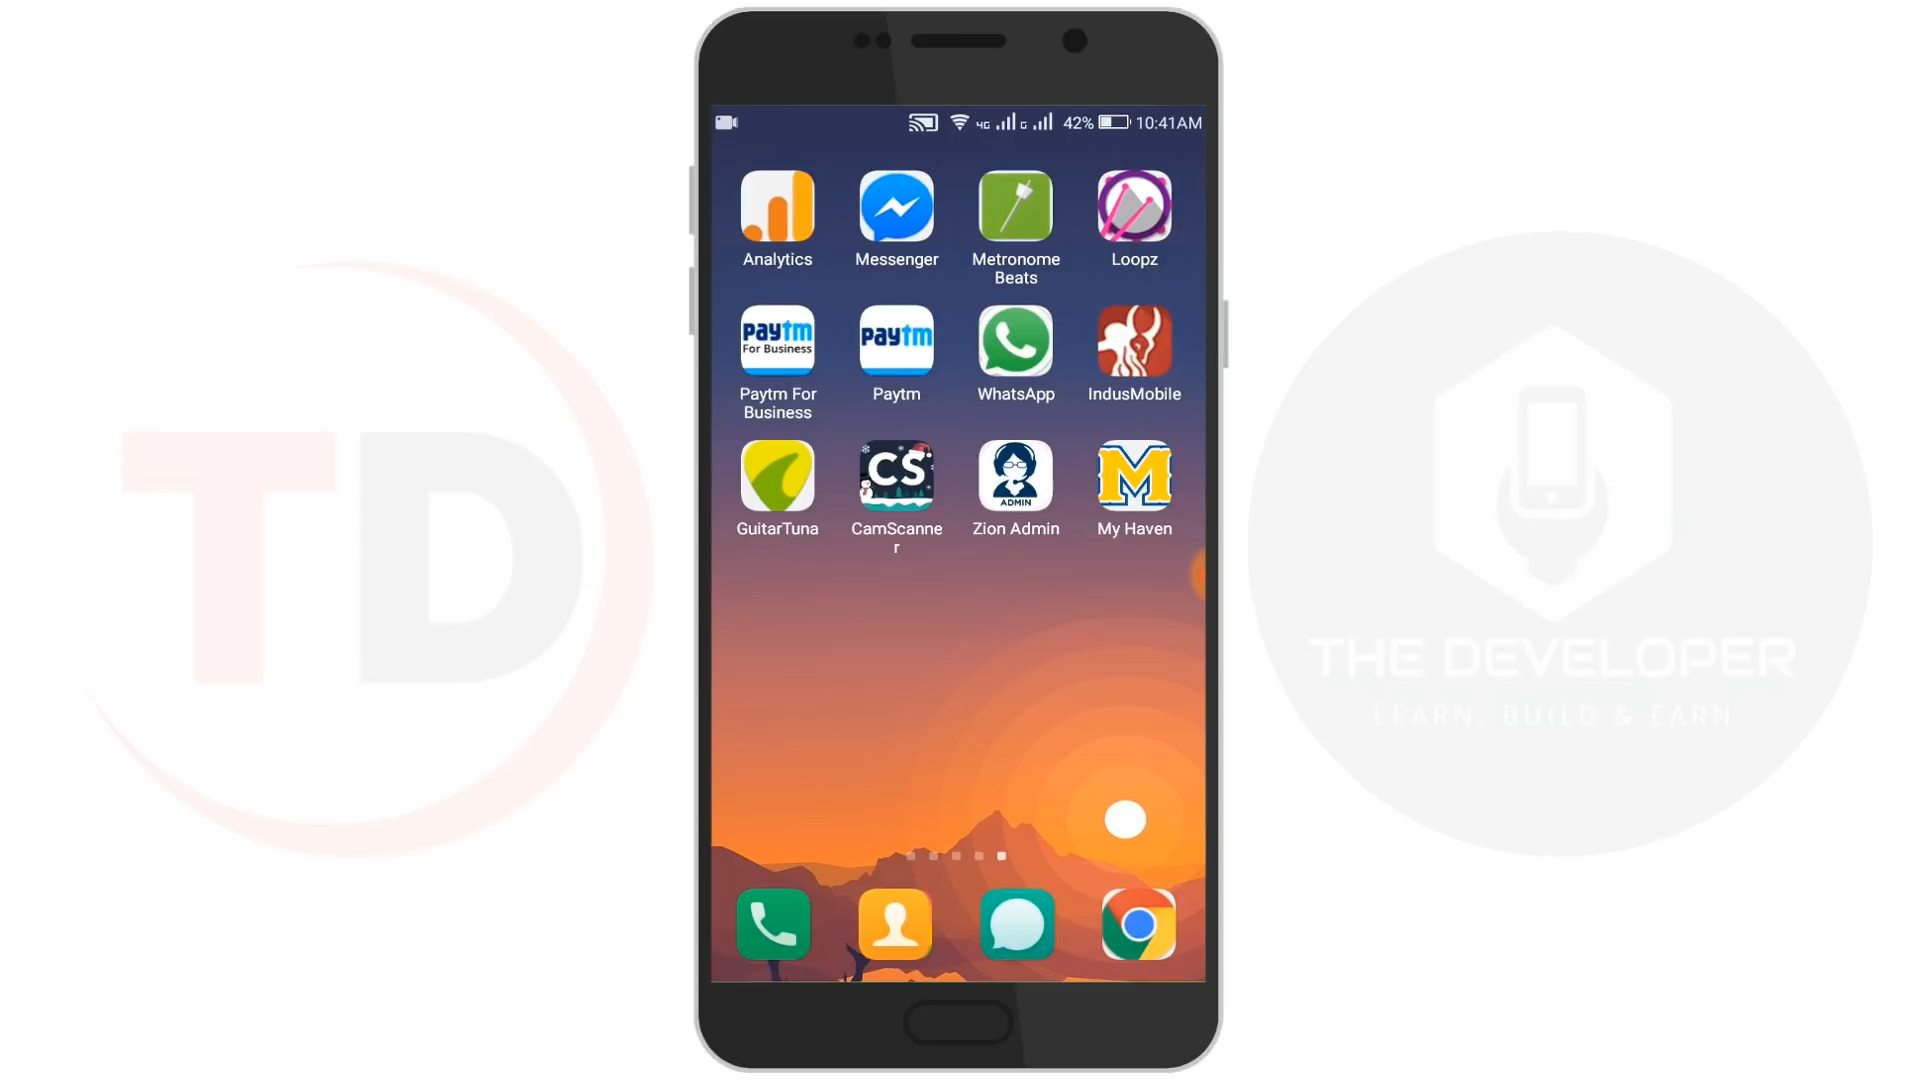 4G G 42% 10:41AM
Analytics
Messenger
Metronome
Beats
Loopz
paytm
For Business
paytm
Paytm For
Business
Paytm
WhatsApp
IndusMobile
CS
ADMIN
M
GuitarTuna
CamScanne
r
Zion Admin
My Haven
TD
THE DEVELOPER
LEARN, BUILD & EARN